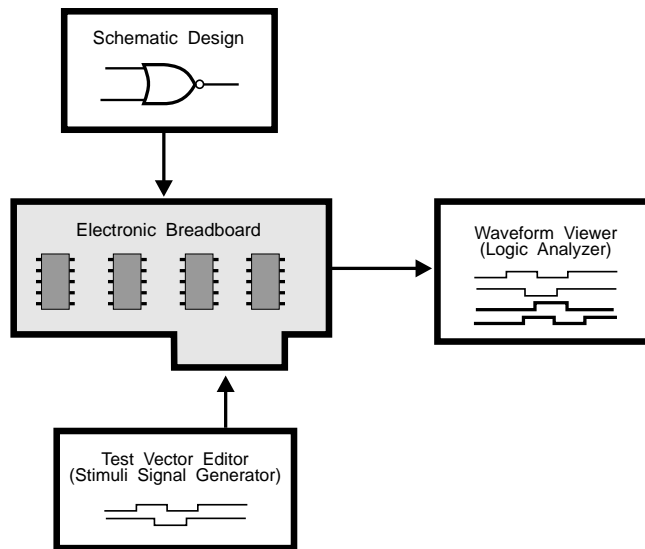 Schematic Design
Electronic Breadboard
Waveform Viewer
(Logic Analyzer)
Test Vector Editor
(Stimuli Signal Generator)